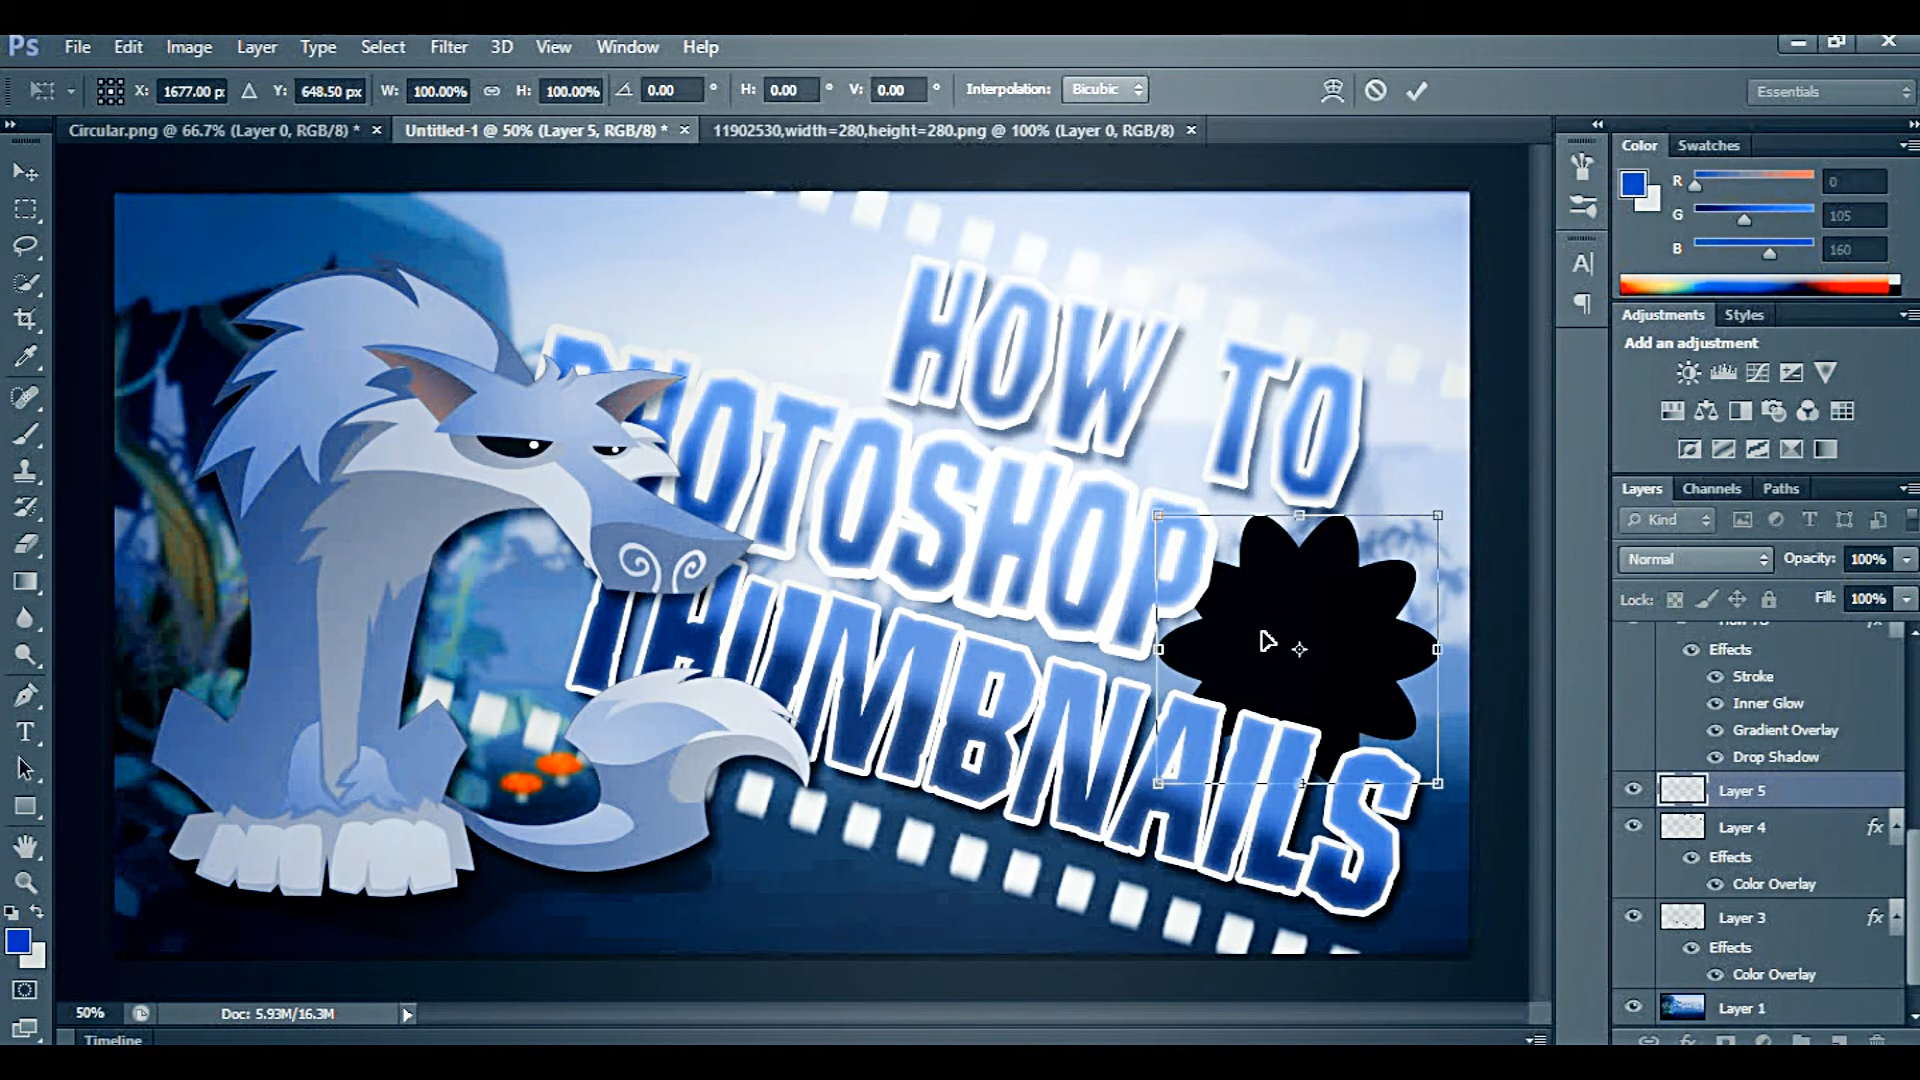 Ps File Edit Image Layer Type Select Filter 3D View Window Help
X: 1677.00 p Y: 648.50 px W: 100.00% H: 100.00% 0.00 ° H: 0.00 ° V: 0.00 ° Interpolation: Bicubic Essentials
Circular.png @ 66.7% (Layer 0, RGB/8) * × Untitled-1 @ 50% (Layer 5, RGB/8) * × 11902530,width=280,height=280.png @ 100% (Layer 0, RGB/8) ×
Color Swatches
R 0
G 105
B 160
HOW TO
PHOTOSHOP
THUMBNAILS
Adjustments Styles
Add an adjustment
Layers Channels Paths
Kind
Normal Opacity: 100%
Lock: Fill: 100%
Effects
Stroke
Inner Glow
Gradient Overlay
Drop Shadow
Layer 5
Layer 4 fx
Effects
Color Overlay
Layer 3 fx
Effects
Color Overlay
Layer 1
50% Doc: 5.93M/16.3M
Timeline